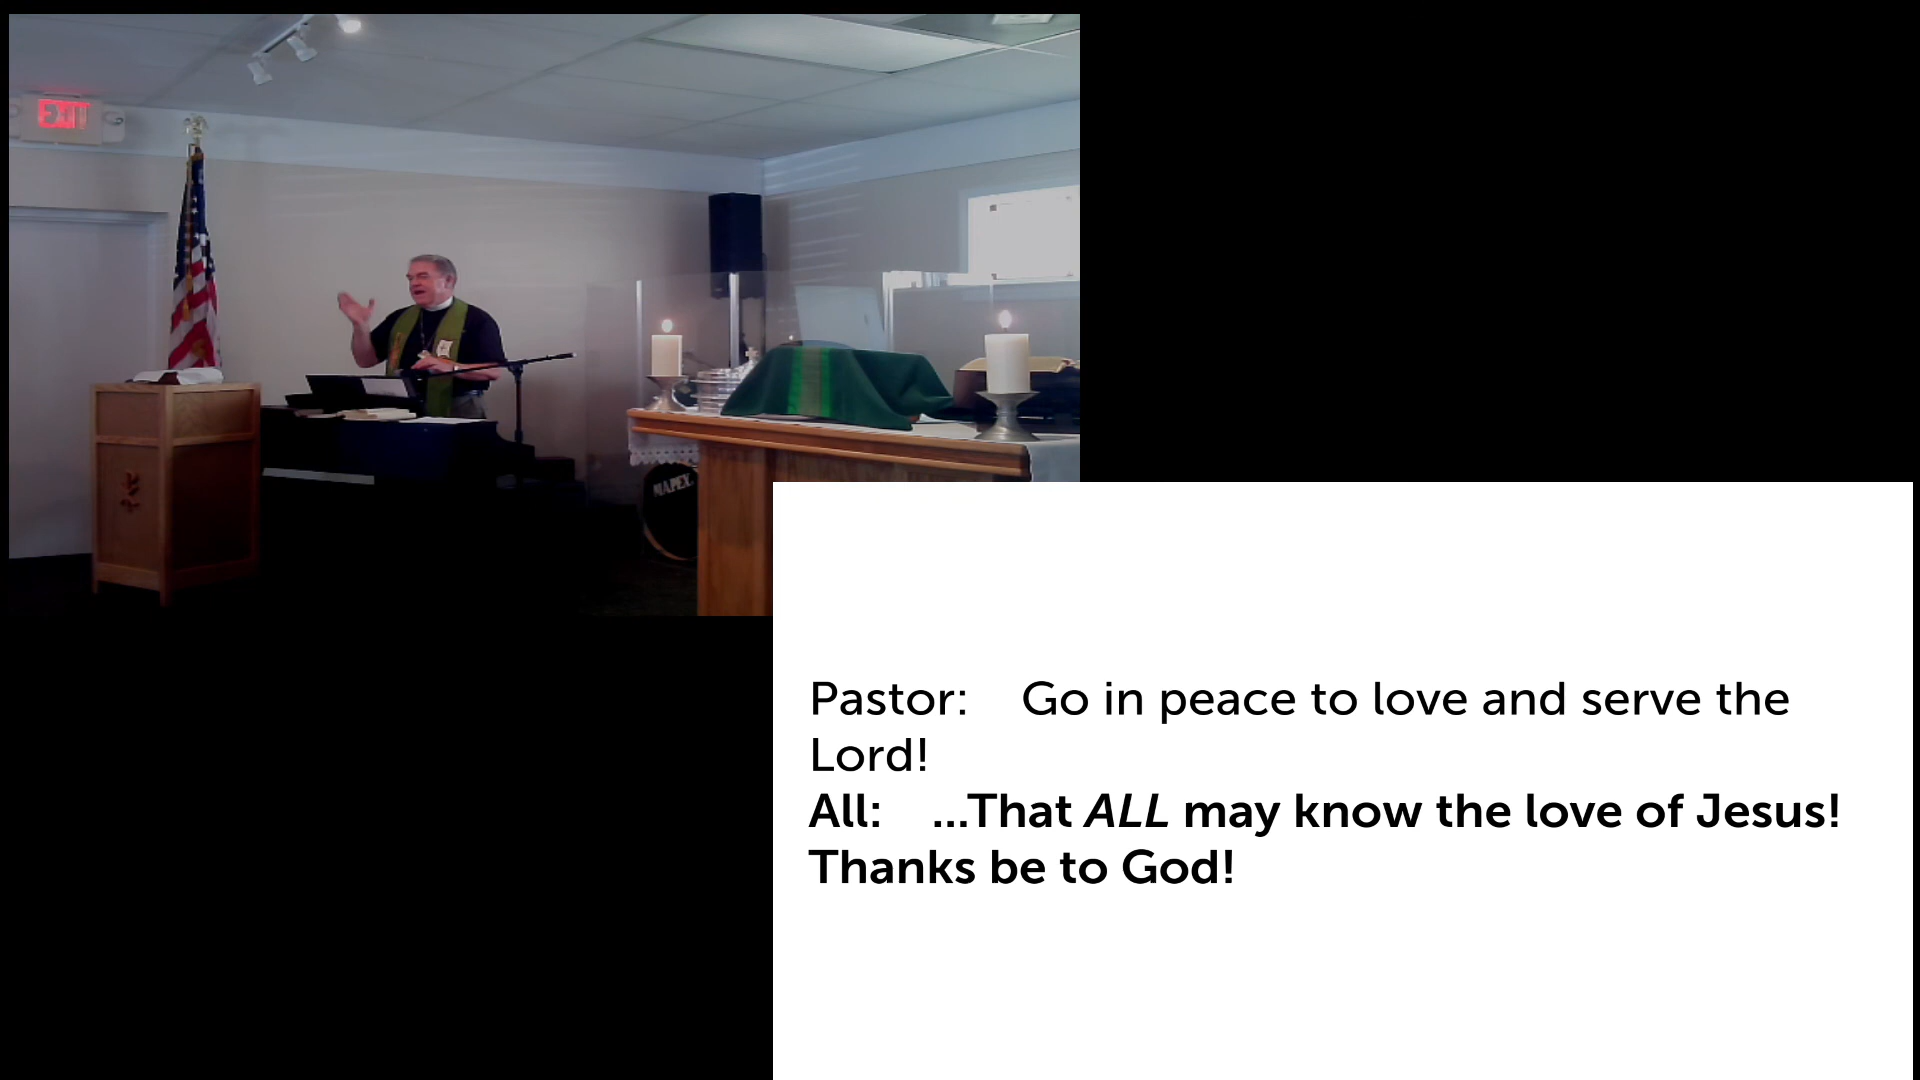 EXIT
MAPEX
Pastor: Go in peace to love and serve the
Lord!
All: ...That ALL may know the love of Jesus!
Thanks be to God!